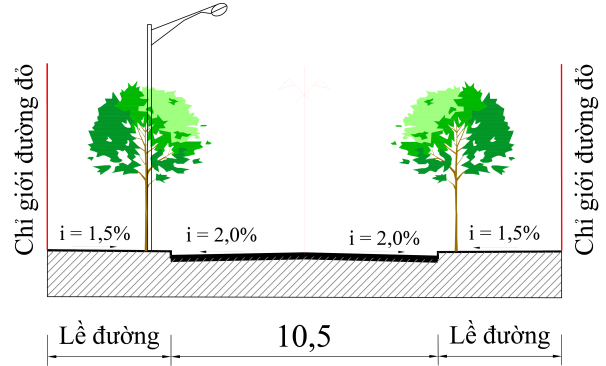 Chỉ giới đường đỏ
i = 1,5%
i = 2,0%
i = 2,0%
i = 1,5%
Chỉ giới đường đỏ
Lề đường
10,5
Lề đường